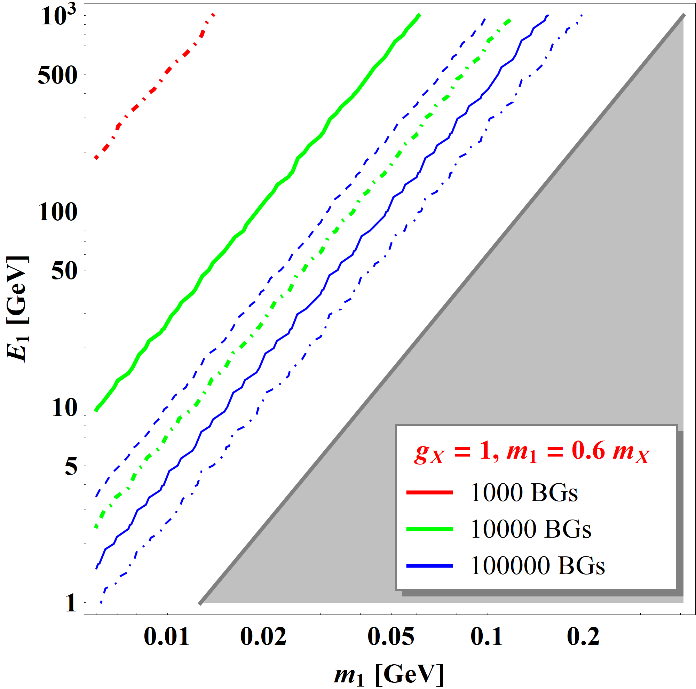 10³
500
100
50
10
5
1
E₁ [GeV]
0.01 0.02 0.05 0.1 0.2
m₁ [GeV]
g_X = 1, m₁ = 0.6 m_X
1000 BGs
10000 BGs
100000 BGs